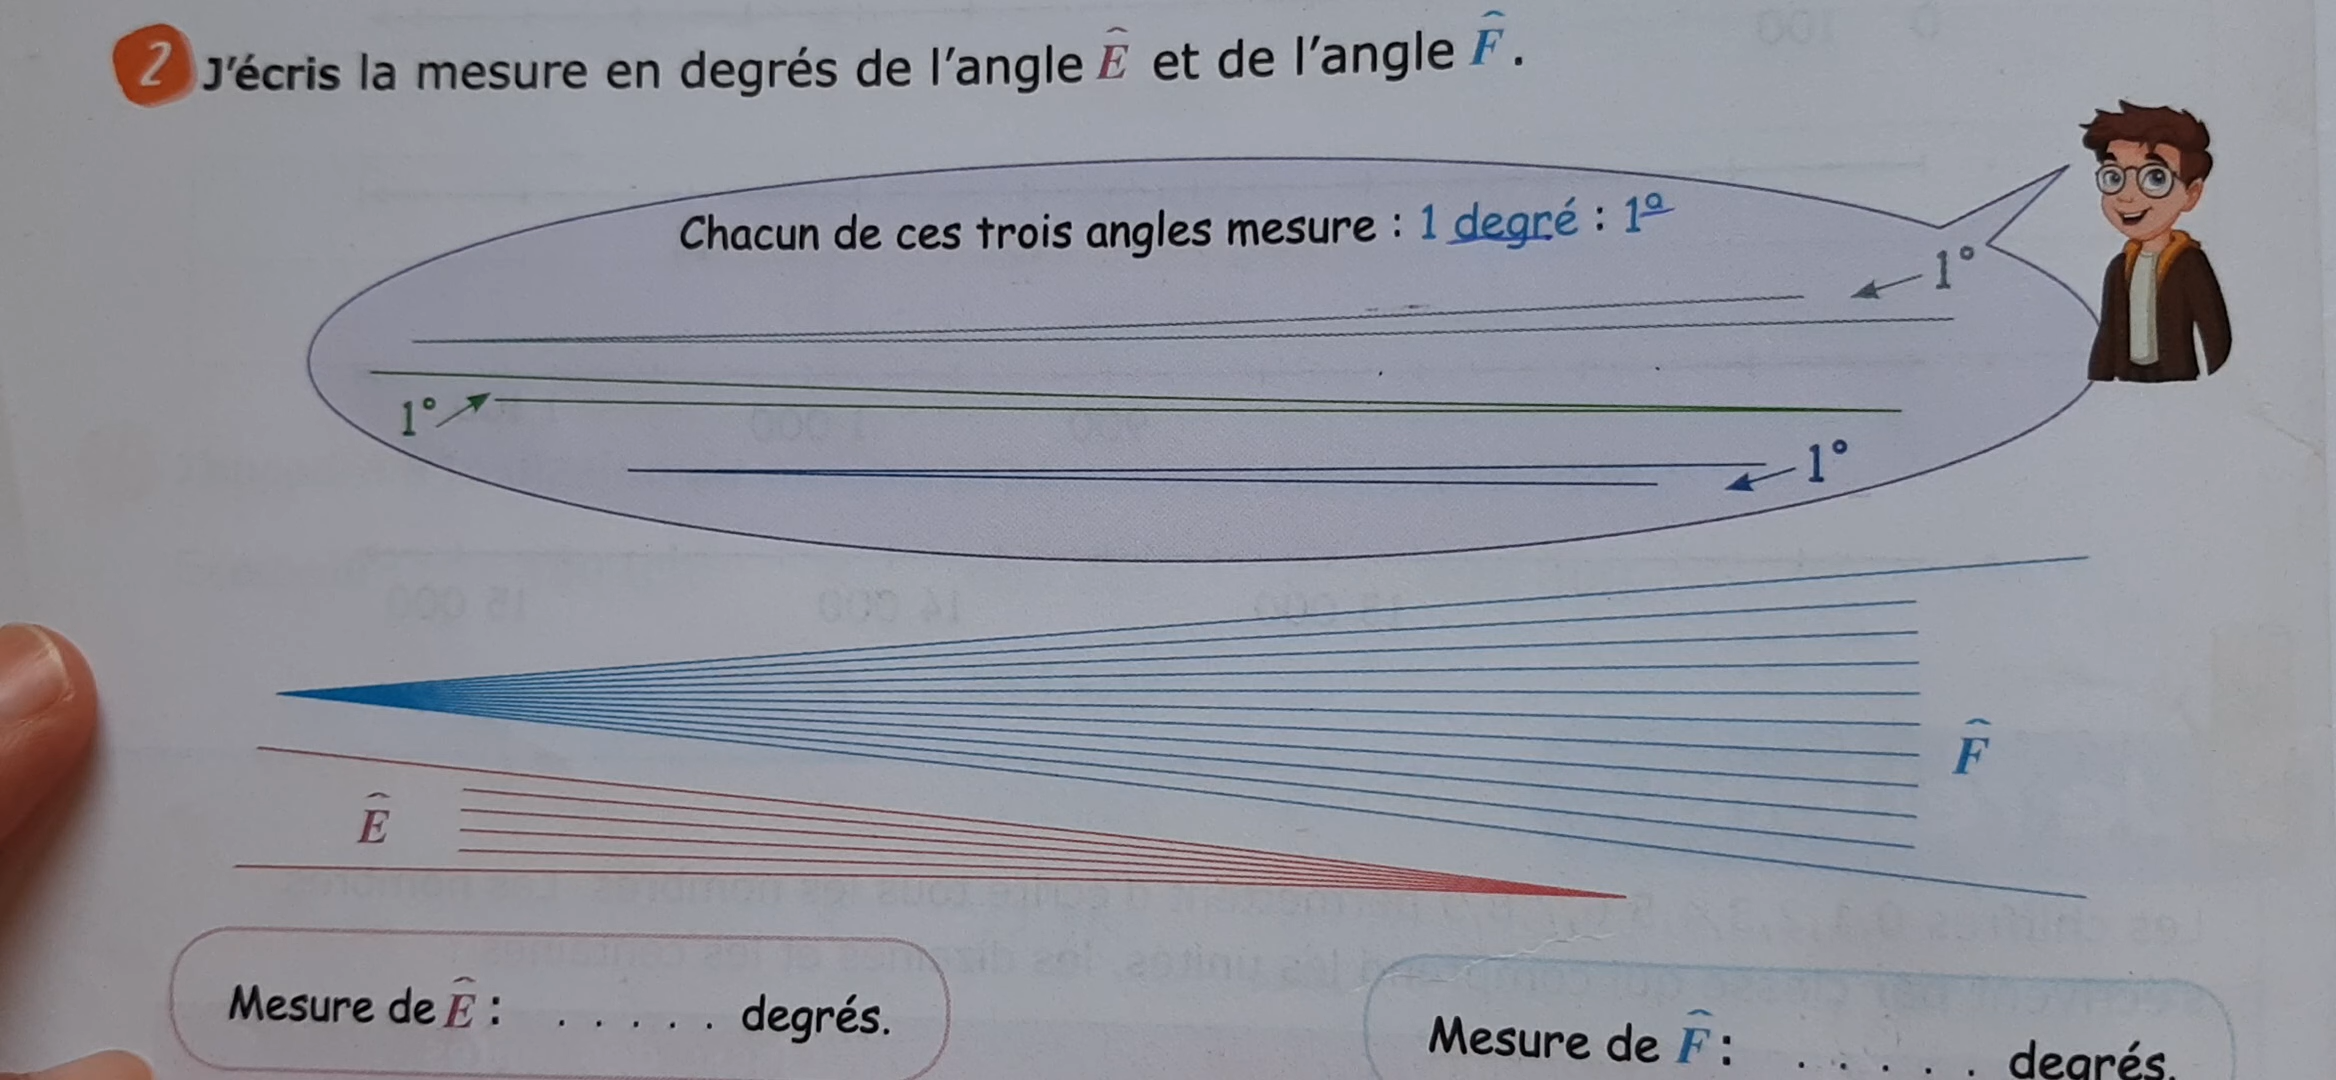 2 J'écris la mesure en degrés de l'angle Ê et de l'angle F̂.
Chacun de ces trois angles mesure : 1 degré : 1º
1°
1°
1°
F̂
Ê
Mesure de Ê : . . . . . degrés.
Mesure de F̂ : . . . . . degrés.